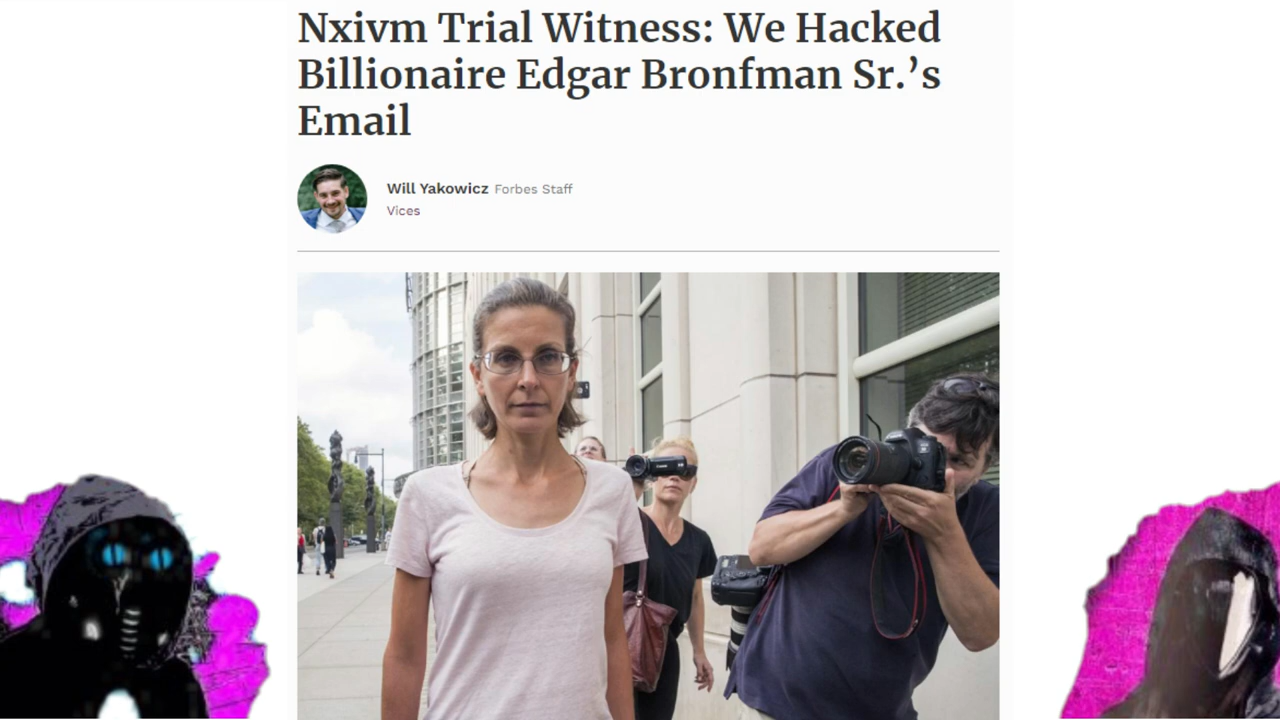 Nxivm Trial Witness: We Hacked
Billionaire Edgar Bronfman Sr.’s
Email
Will Yakowicz Forbes Staff
Vices